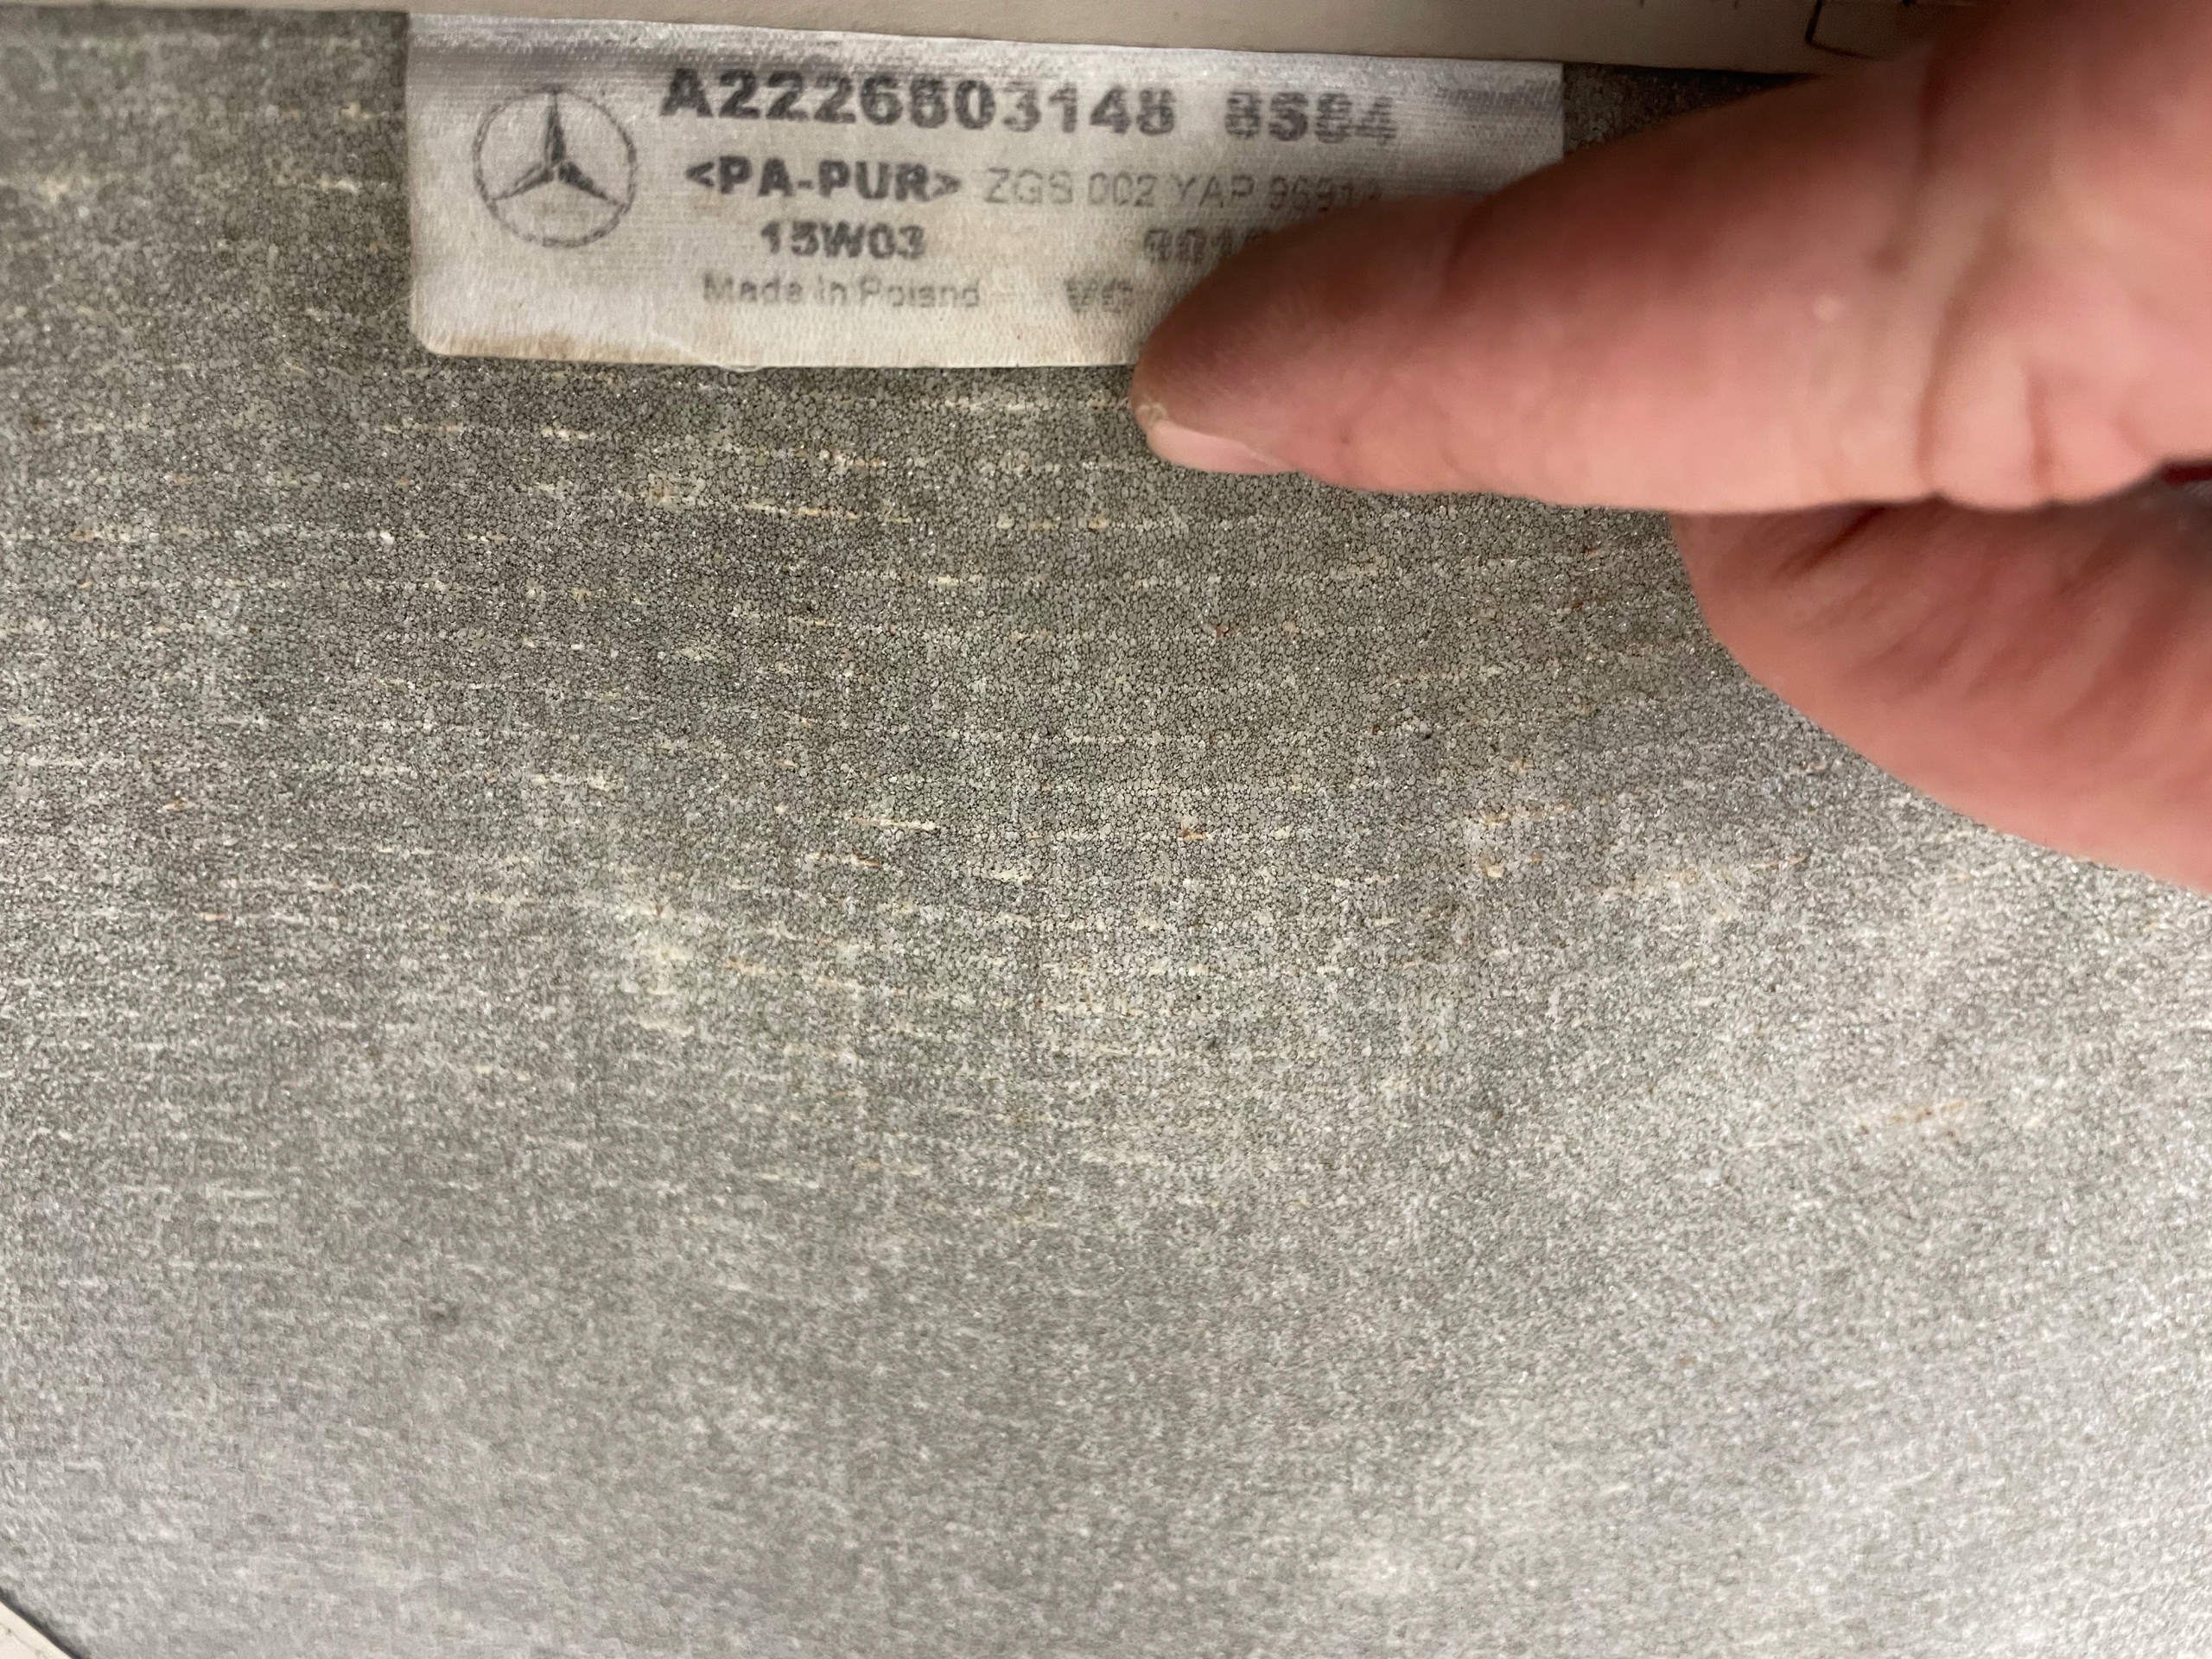 A2226803148 8S84
<PA-PUR> ZGS 002 YAP
15W03
Made in Poland